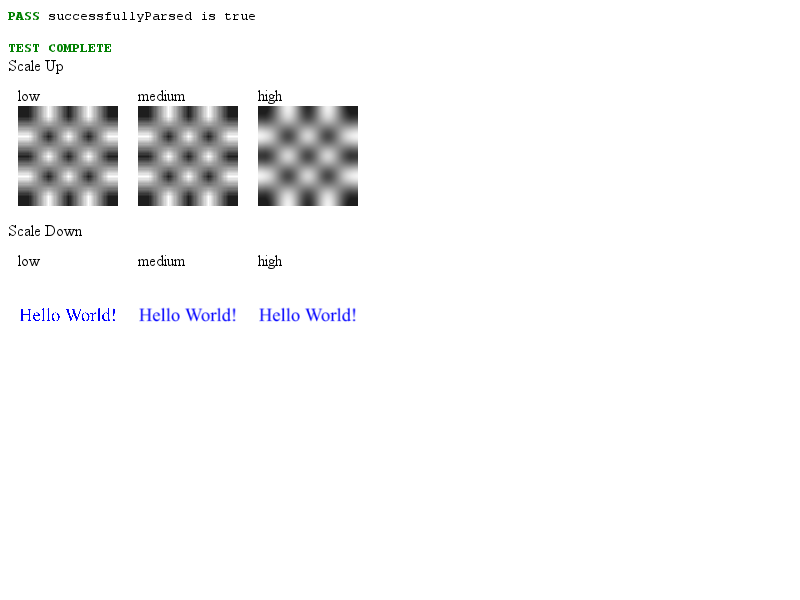 PASS successfullyParsed is true
TEST COMPLETE
Scale Up
low medium high
Scale Down
low medium high
Hello World! Hello World! Hello World!